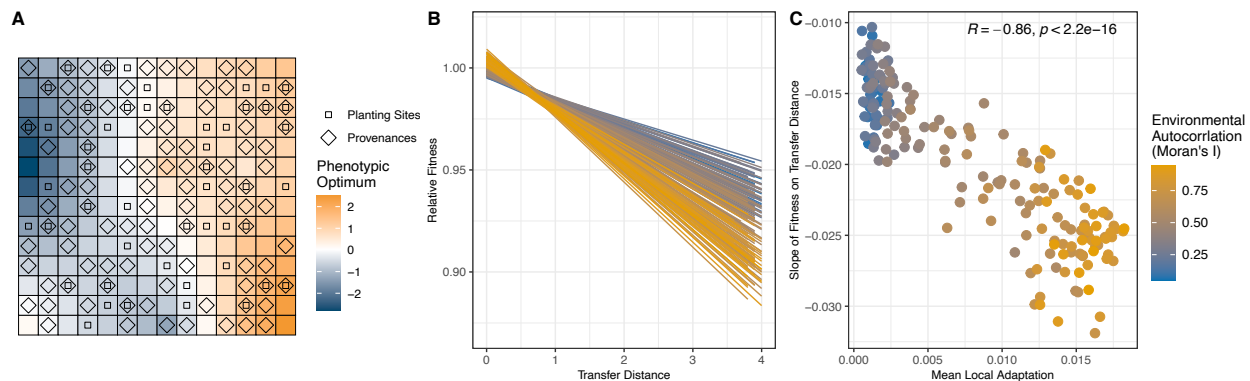 A
Planting Sites
Provenances
Phenotypic
Optimum
2
1
0
−1
−2
B
Relative Fitness
1.00
0.95
0.90
0
1
2
3
4
Transfer Distance
C
Slope of Fitness on Transfer Distance
−0.010
−0.015
−0.020
−0.025
−0.030
R = −0.86, p < 2.2e−16
0.000
0.005
0.010
0.015
Mean Local Adaptation
Environmental
Autocorrlation
(Moran's I)
0.75
0.50
0.25